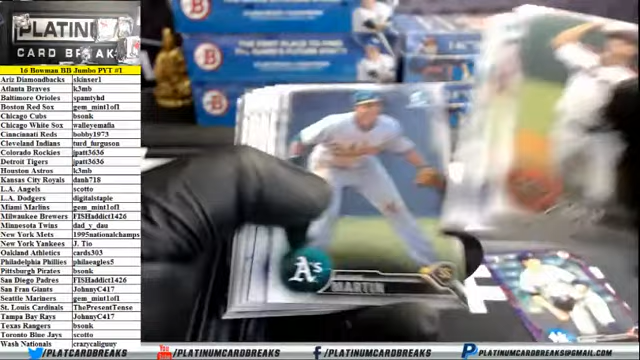 PLATINUM
CARD BREAKS
16 Bowman BB Jumbo PYT #1
Ariz Diamondbacks skinser1
Atlanta Braves k3mb
Baltimore Orioles spamtyhd
Boston Red Sox gem_mint1of1
Chicago Cubs bsonk
Chicago White Sox walleymafia
Cinncinnati Reds bobby1973
Cleveland Indians turd_furguson
Colorado Rockies jpatt3636
Detroit Tigers jpatt3636
Houston Astros k3mb
Kansas City Royals danh718
L.A. Angels scotto
L.A. Dodgers digitalstaple
Miami Marlins gem_mint1of1
Milwaukee Brewers FISHaddict1426
Minnesota Twins dad_y_dau
New York Mets 1995nationalchamps
New York Yankees J. Tio
Oakland Athletics cards303
Philadelphia Phillies phileagles5
Pittsburgh Pirates bsonk
San Diego Padres FISHaddict1426
San Fran Giants JohnnyC417
Seattle Mariners gem_mint1of1
St. Louis Cardinals ThePresentTense
Tampa Bay Rays JohnnyC417
Texas Rangers bsonk
Toronto Blue Jays scotto
Wash Nationals crazycaliguuy
A's
MARTIN
@PLATCARDBREAKS
@PLATINUMCARDBREAKS
PLATINUMCARDBREAKS
PLATINUMCARDBREAKS@GMAIL.COM